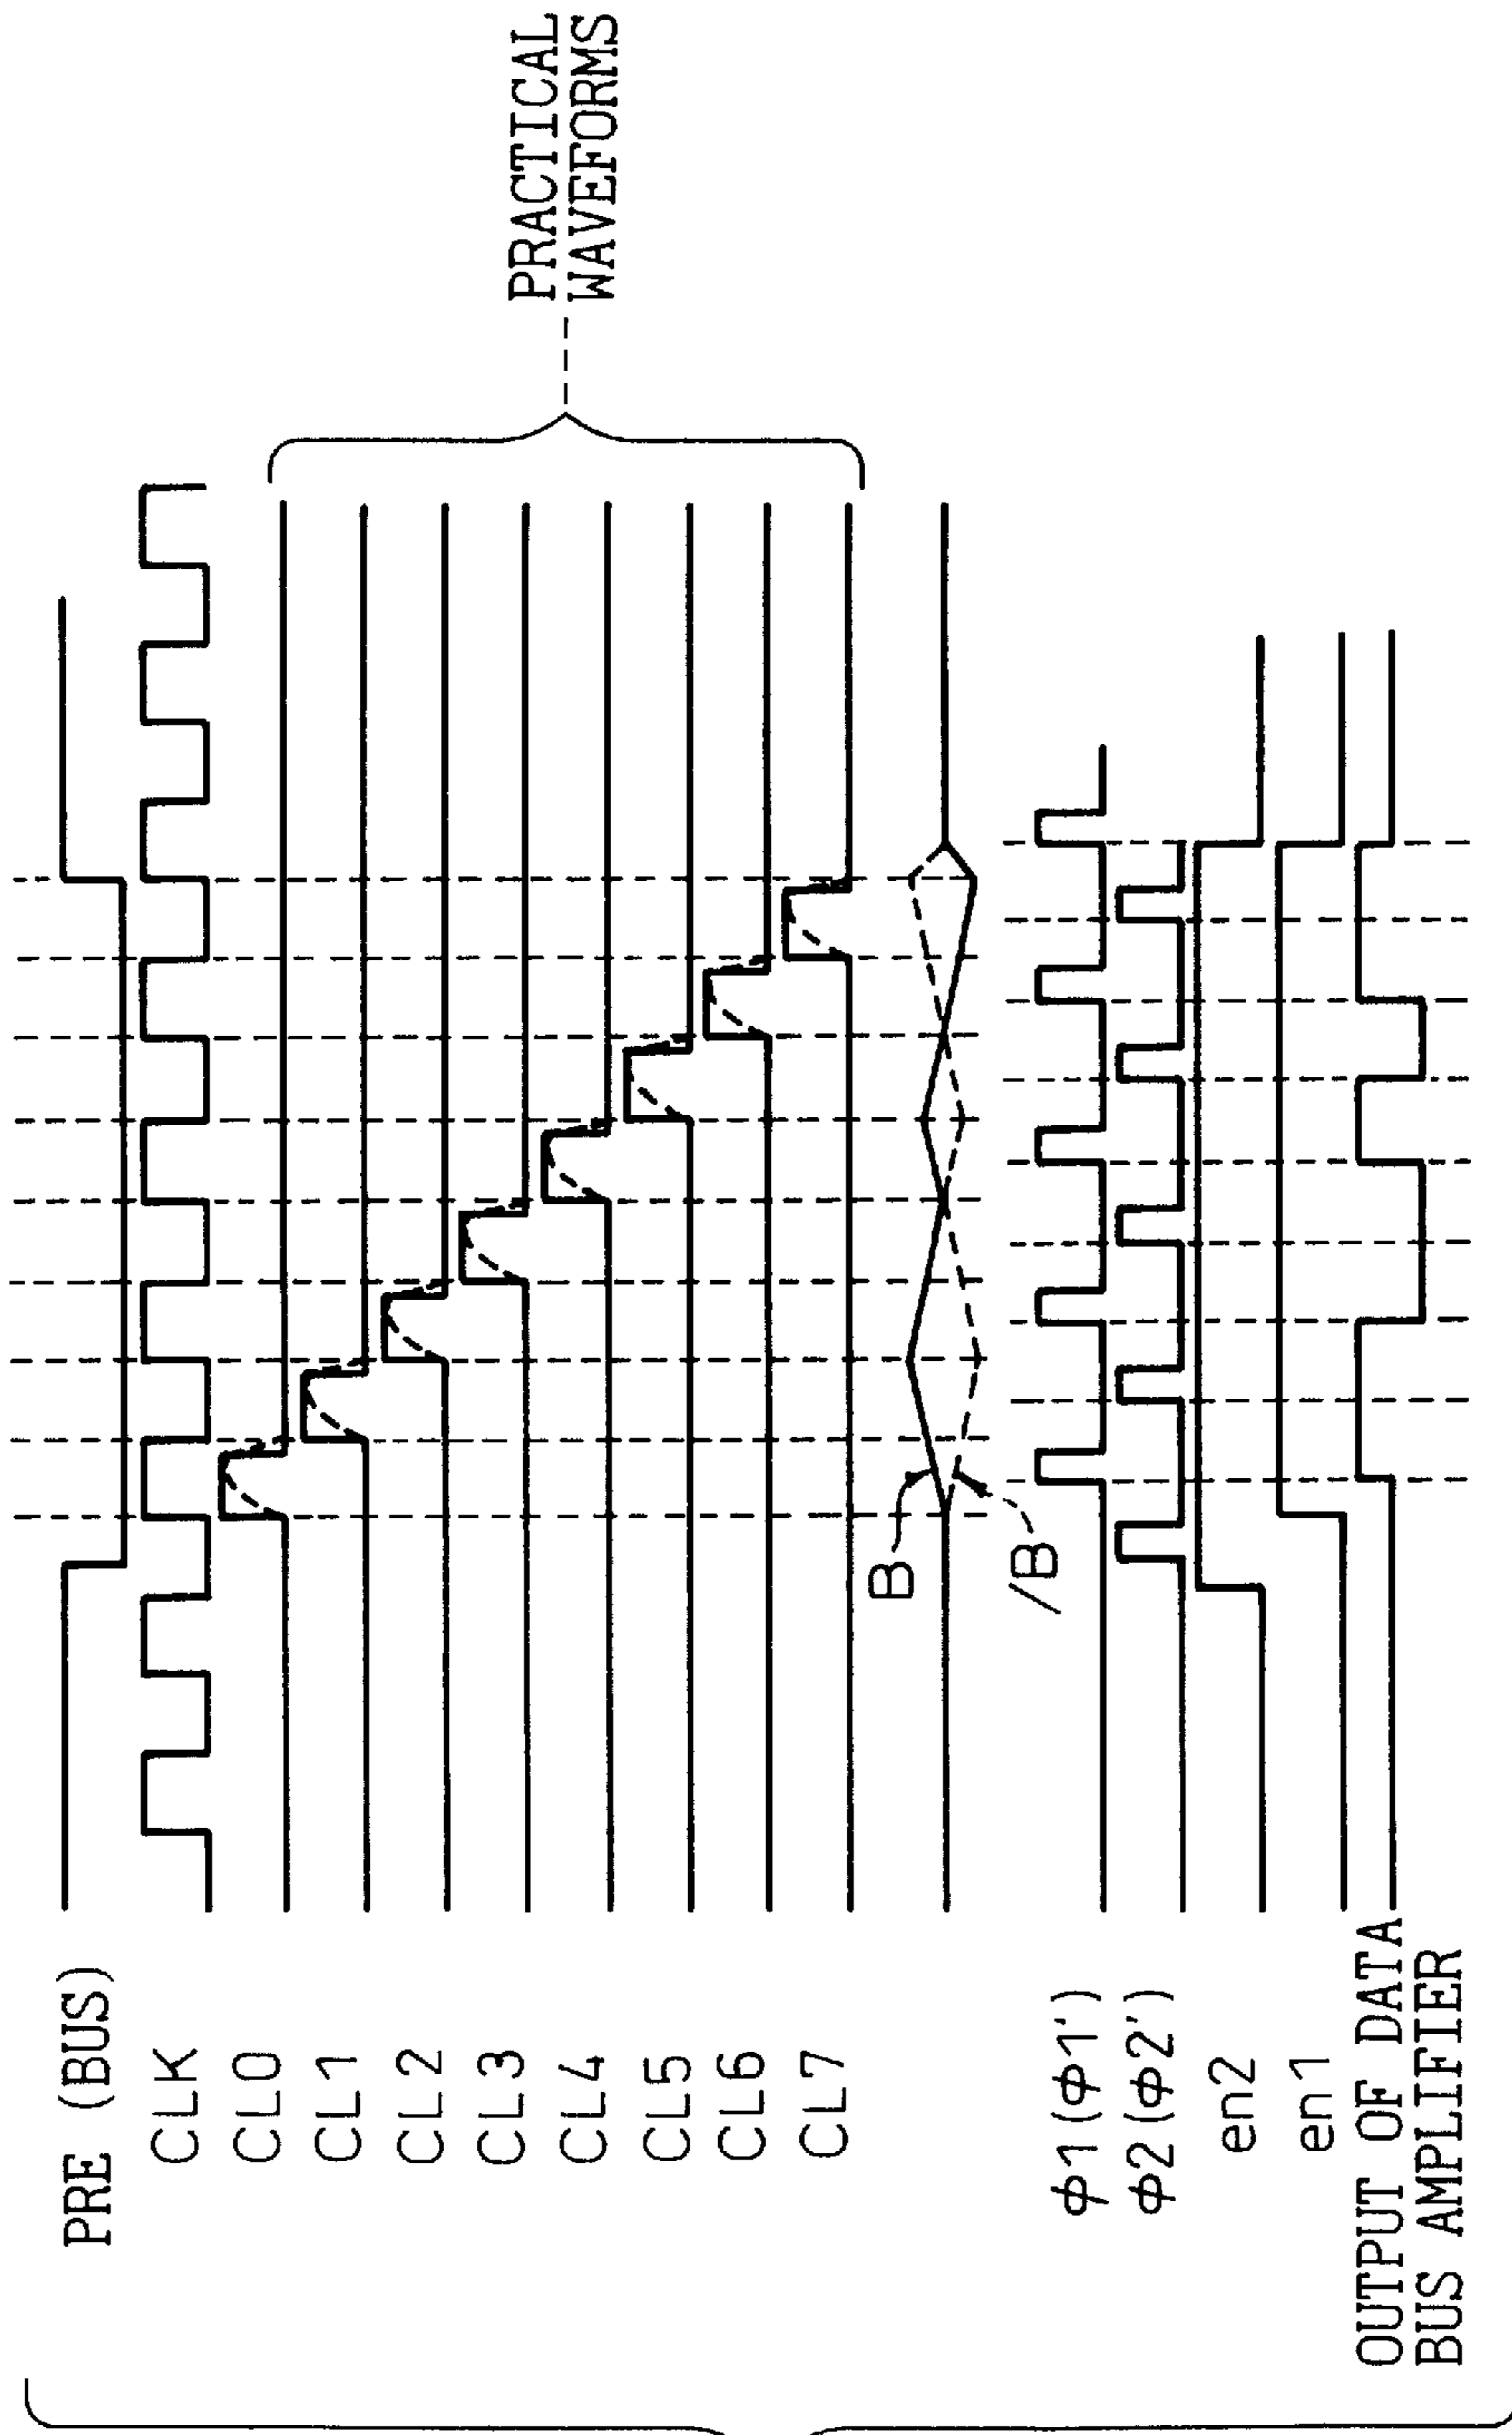 PRE (BUS)
CLK
CL0
CL1
CL2
CL3
CL4
CL5
CL6
CL7
PRACTICAL
WAVEFORMS
B
/B
Φ1(Φ1')
Φ2(Φ2')
en2
en1
OUTPUT OF DATA
BUS AMPLIFIER